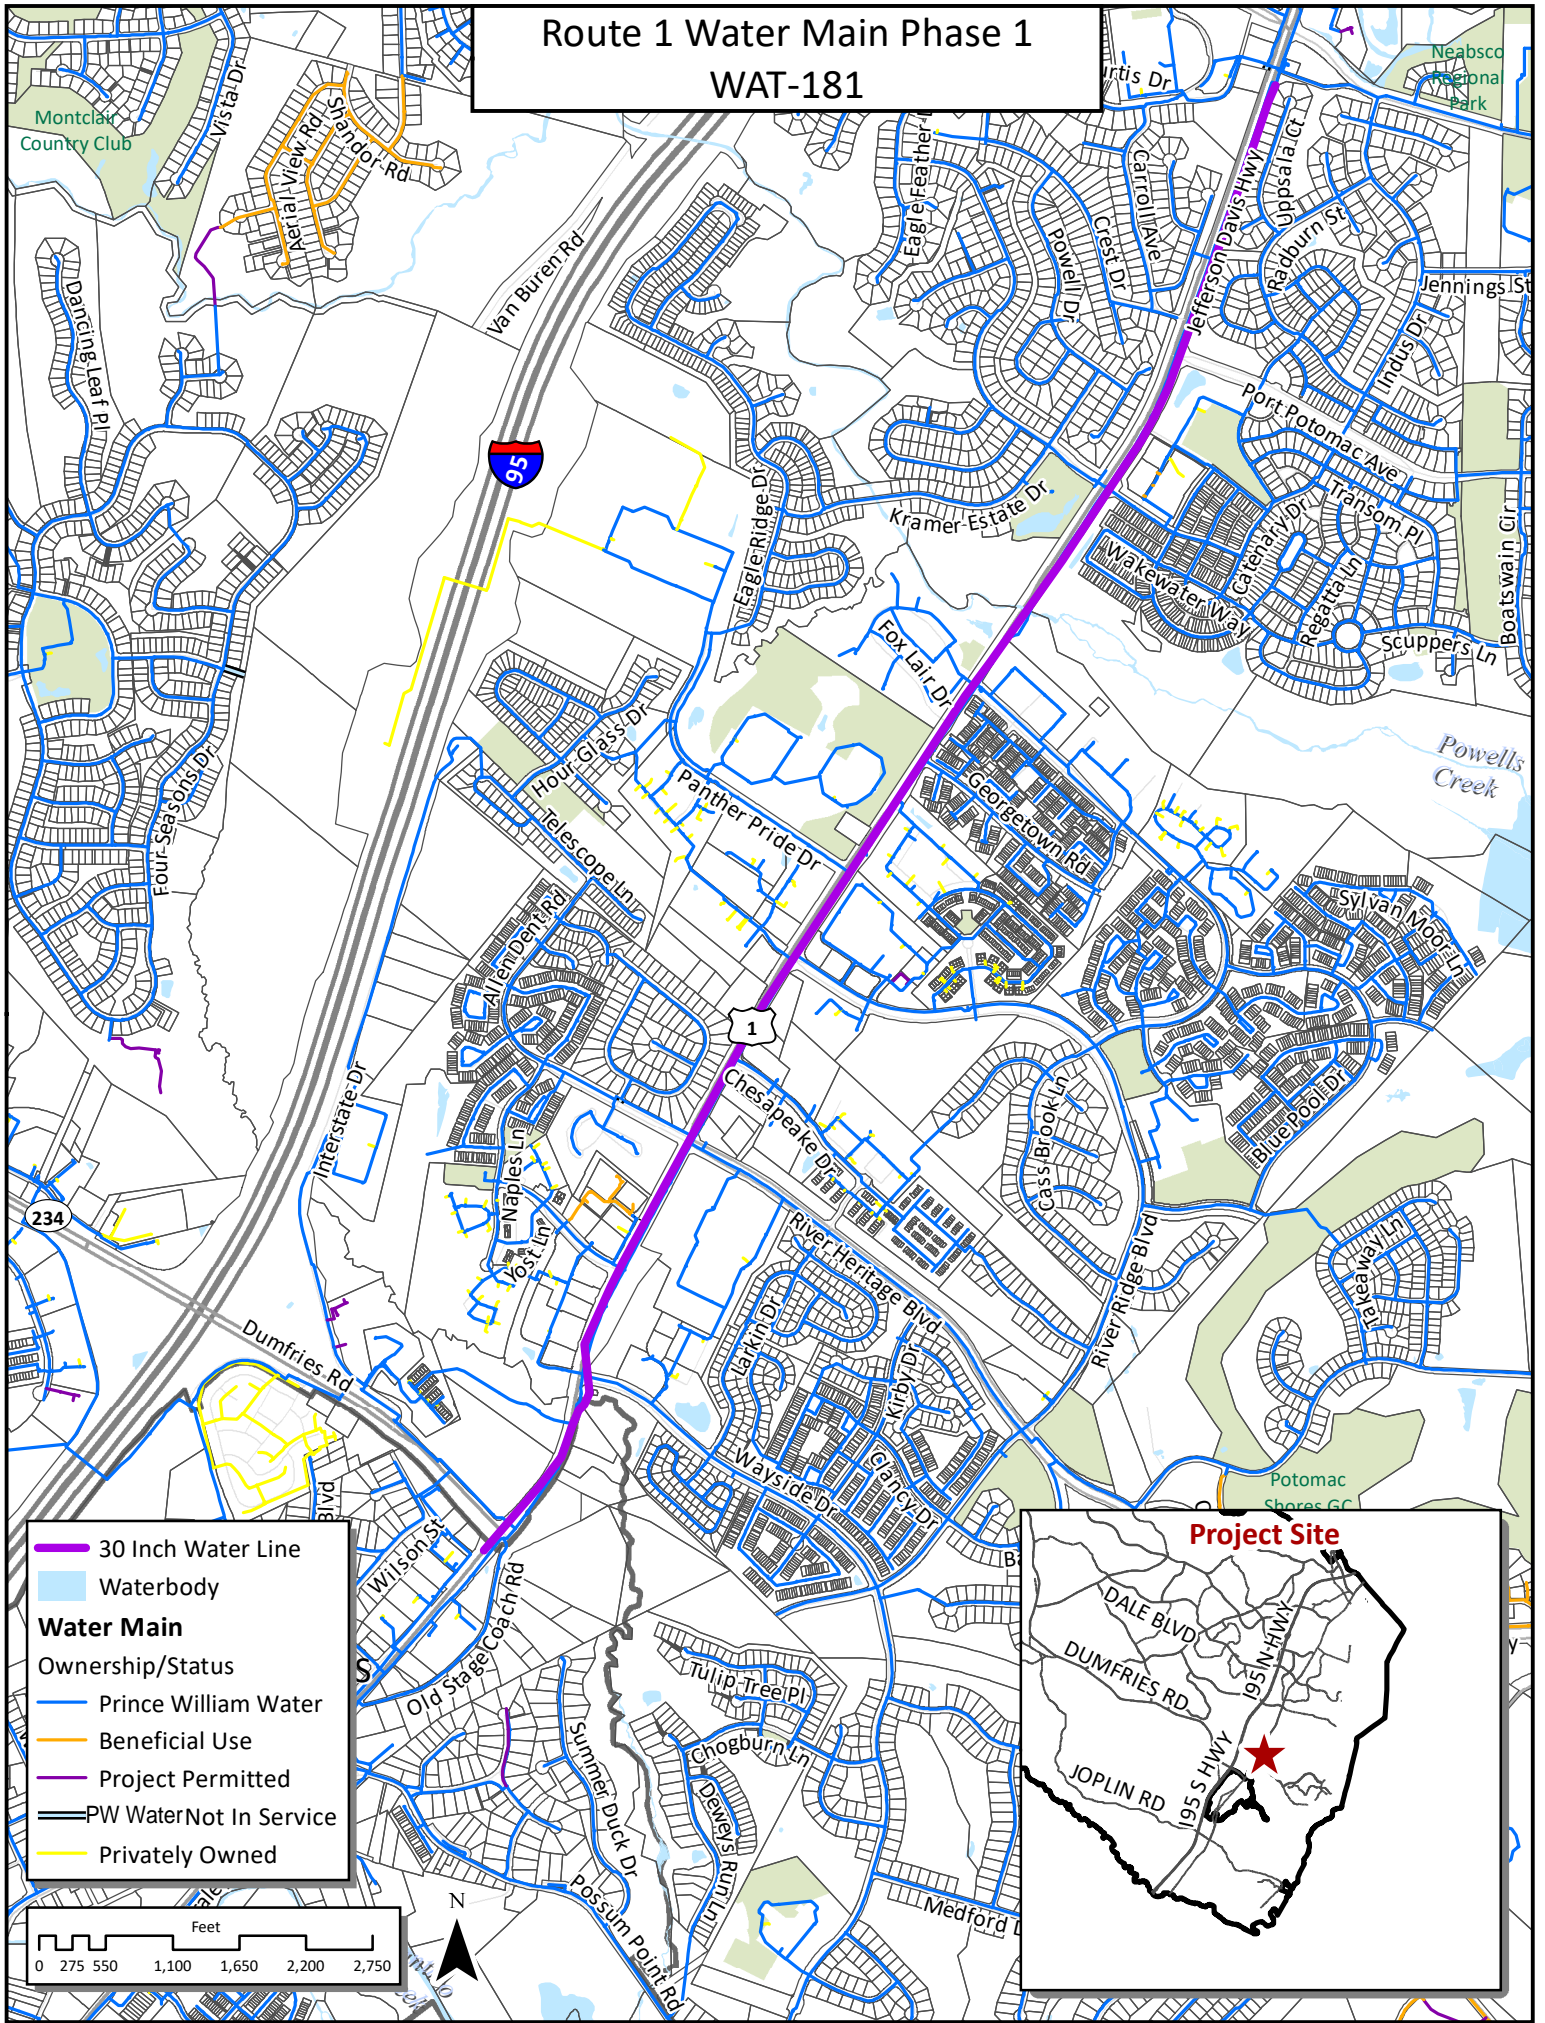 Route 1 Water Main Phase 1
WAT-181
Neabsco
Regional
Park
Montclair
Country Club
Vista Dr
Shandor Rd
Aerial View Rd
urtis Dr
Eagle Feather
Carroll Ave
Crest Dr
Powell Dr
Jefferson Davis Hwy
Uppsala Ct
Radburn St
Jennings St
Indus Dr
Van Buren Rd
Dancing Leaf Pl
95
Port Potomac Ave
Transom Pl
Boatswain Cir
Kramer Estate Dr
Eagle Ridge Dr
Catenary Dr
Wakewater Way
Regatta Ln
Scuppers Ln
Fox Lair Dr
Powells
Creek
Hour Glass Dr
Four Seasons Dr
Telescope Ln
Panther Pride Dr
Georgetown Rd
Sylvan Moor Ln
Allen Dent Rd
1
Chesapeake Dr
Cass Brook Ln
Blue Pool Dr
Interstate Dr
Naples Ln
Yost Ln
234
River Heritage Blvd
River Ridge Blvd
Takeaway Ln
Dumfries Rd
Larkin Dr
Kirby Dr
Wayside Dr
Clancy Dr
Potomac
Shores GC
Blvd
Wilson St
Old Stage Coach Rd
Tulip Tree Pl
Chogburn Ln
Summer Duck Dr
Deweys Run Ln
Possum Point Rd
Medford
30 Inch Water Line
Waterbody
Water Main
Ownership/Status
Prince William Water
Beneficial Use
Project Permitted
PW Water Not In Service
Privately Owned
Feet
0 275 550 1,100 1,650 2,200 2,750
N
Project Site
DALE BLVD
DUMFRIES RD
I95 N HWY
I95 S HWY
JOPLIN RD